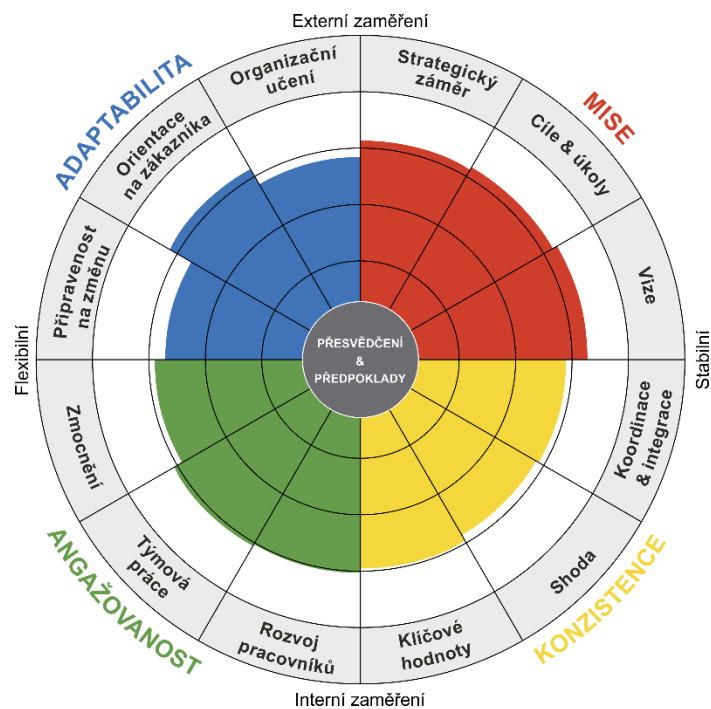 Externí zaměření
ADAPTABILITA
MISE
Organizační
učení
Strategický
záměr
Orientace
na zákazníka
Cíle & úkoly
Připravenost
na změnu
Vize
Flexibilní
PŘESVĚDČENÍ
&
PŘEDPOKLADY
Stabilní
Zmocnění
Koordinace
& integrace
Týmová
práce
Shoda
Rozvoj
pracovníků
Klíčové
hodnoty
ANGAŽOVANOST
KONZISTENCE
Interní zaměření